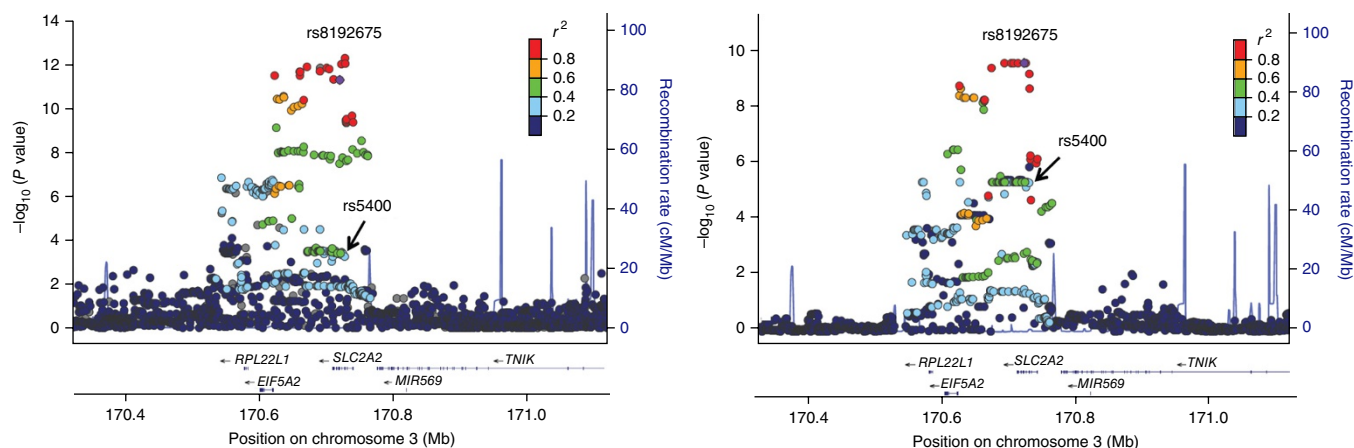 14
12
10
8
6
4
2
0
–log10 (P value)
rs8192675
rs5400
r2
0.8
0.6
0.4
0.2
100
80
60
40
20
0
Recombination rate (cM/Mb)
RPL22L1
SLC2A2
TNIK
EIF5A2
MIR569
170.4
170.6
170.8
171.0
Position on chromosome 3 (Mb)
10
8
6
4
2
0
–log10 (P value)
rs8192675
rs5400
r2
0.8
0.6
0.4
0.2
100
80
60
40
20
0
Recombination rate (cM/Mb)
RPL22L1
SLC2A2
TNIK
EIF5A2
MIR569
170.4
170.6
170.8
171.0
Position on chromosome 3 (Mb)